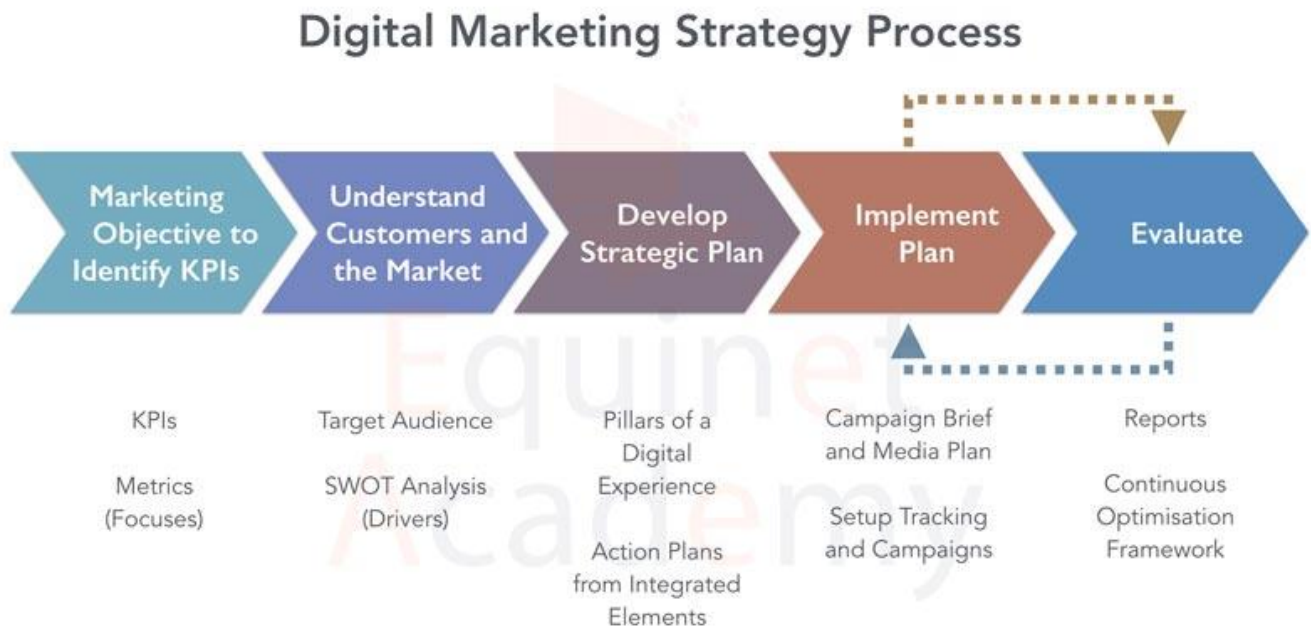 Digital Marketing Strategy Process
Marketing
Objective to
Identify KPIs
Understand
Customers and
the Market
Develop
Strategic Plan
Implement
Plan
Evaluate
KPIs
Metrics
(Focuses)
Target Audience
SWOT Analysis
(Drivers)
Pillars of a
Digital
Experience
Action Plans
from Integrated
Elements
Campaign Brief
and Media Plan
Setup Tracking
and Campaigns
Reports
Continuous
Optimisation
Framework
Equinet
Academy